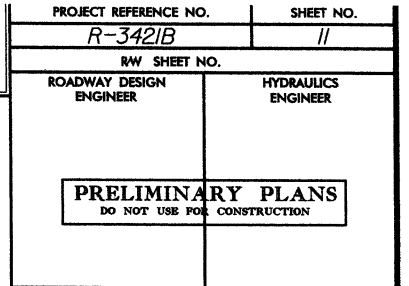 PROJECT REFERENCE NO. SHEET NO.
R-3421B 11
R/W SHEET NO.
ROADWAY DESIGN ENGINEER
HYDRAULICS ENGINEER
PRELIMINARY PLANS
DO NOT USE FOR CONSTRUCTION